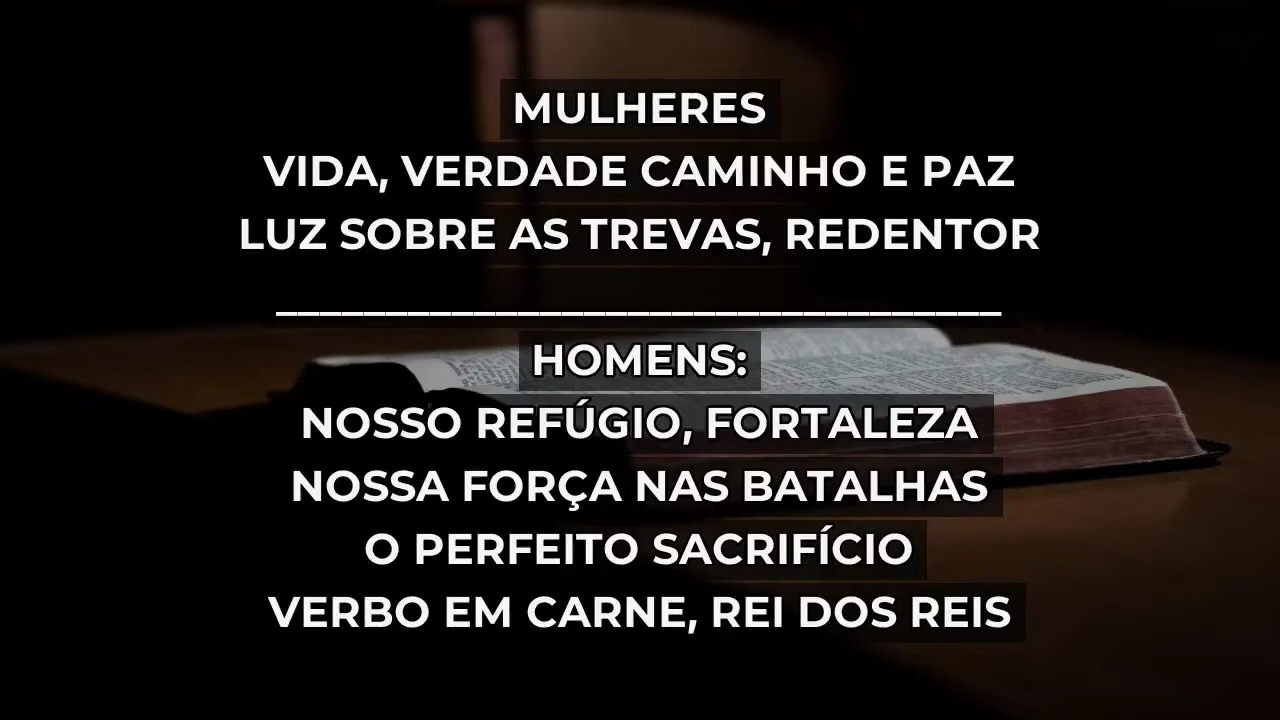 MULHERES
VIDA, VERDADE CAMINHO E PAZ
LUZ SOBRE AS TREVAS, REDENTOR
_________________________________
HOMENS:
NOSSO REFÚGIO, FORTALEZA
NOSSA FORÇA NAS BATALHAS
O PERFEITO SACRIFÍCIO
VERBO EM CARNE, REI DOS REIS